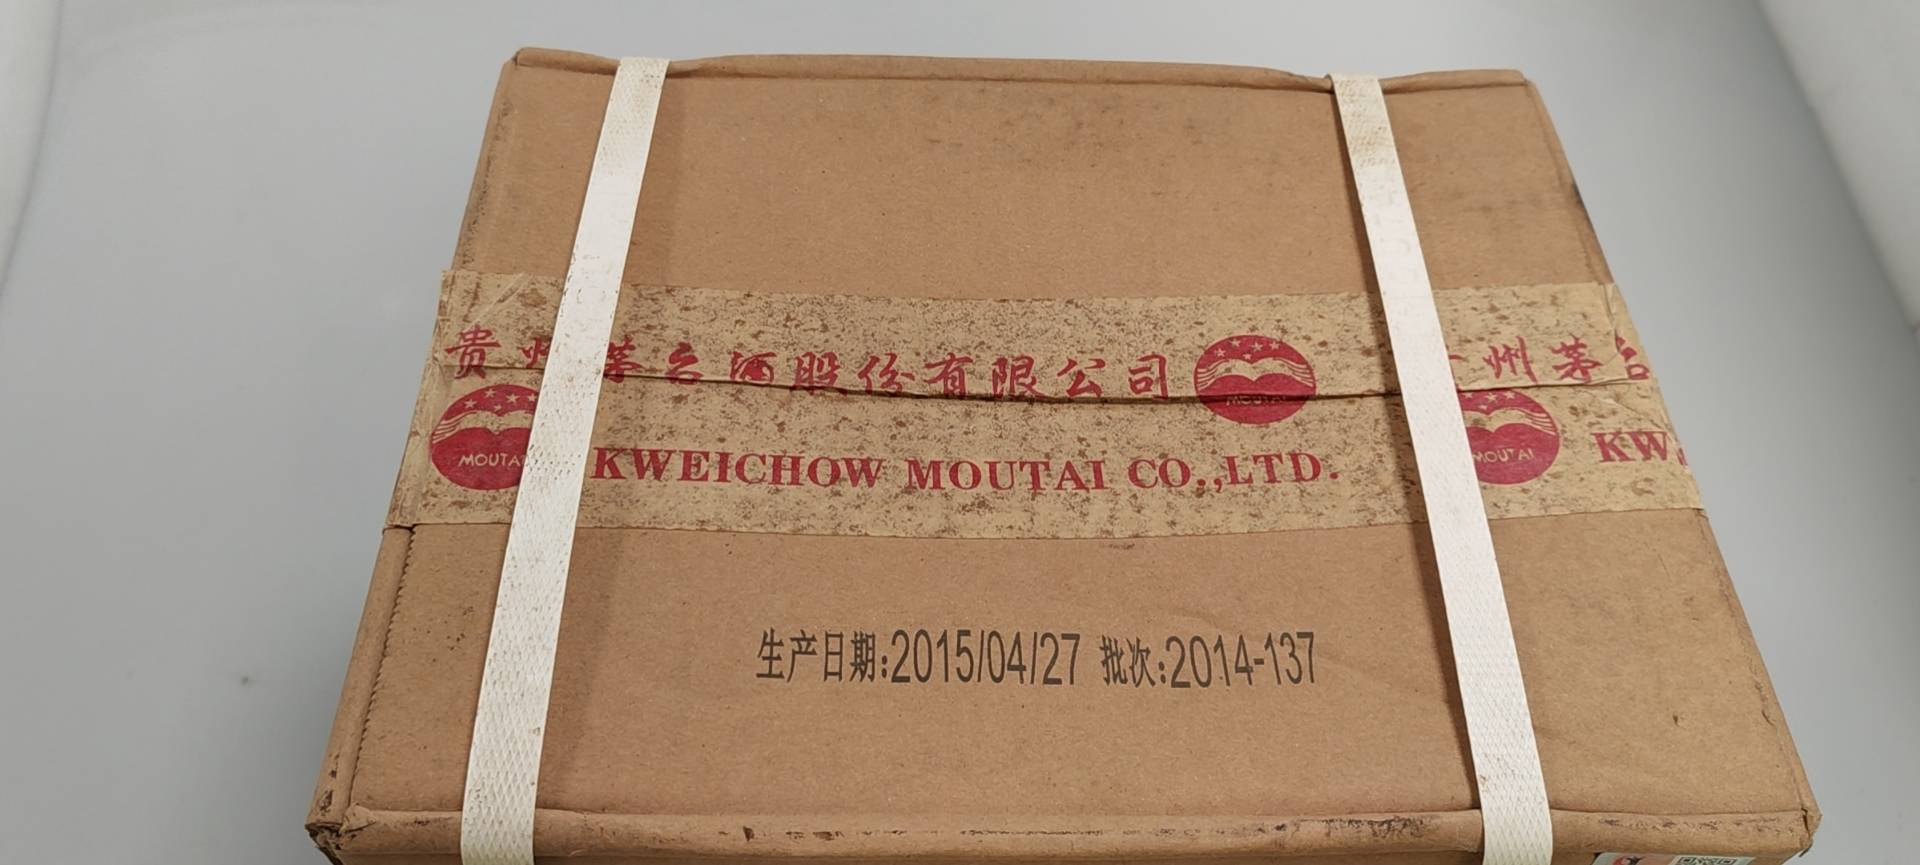 贵州茅台酒股份有限公司 MOUTAI 州茅台
MOUTAI KWEICHOW MOUTAI CO.,LTD. MOUTAI KW
生产日期:2015/04/27 批次:2014-137